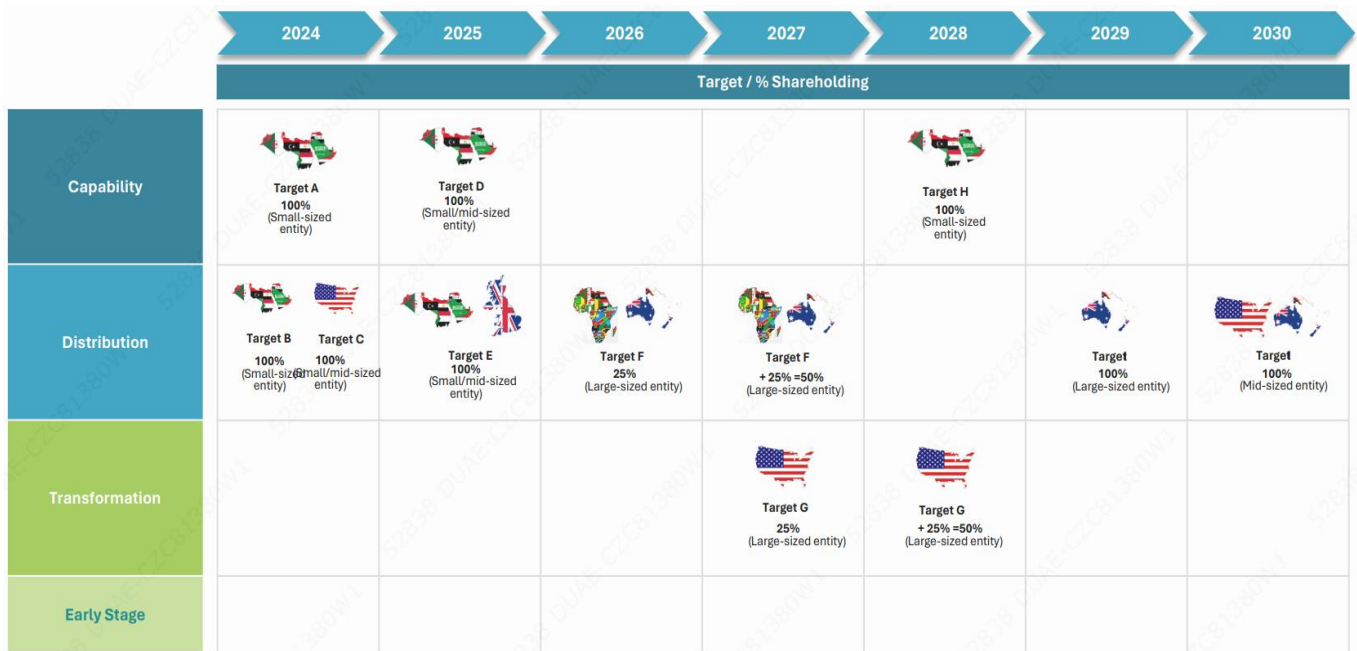 2024
2025
2026
2027
2028
2029
2030
Target / % Shareholding
Capability
Target A
100%
(Small-sized
entity)
Target D
100%
(Small/mid-sized
entity)
Target H
100%
(Small-sized
entity)
Distribution
Target B
100%
(Small-sized
entity)
Target C
100%
(Small/mid-sized
entity)
Target E
100%
(Small/mid-sized
entity)
Target F
25%
(Large-sized entity)
Target F
+ 25% =50%
(Large-sized entity)
Target
100%
(Large-sized entity)
Target
100%
(Mid-sized entity)
Transformation
Target G
25%
(Large-sized entity)
Target G
+ 25% =50%
(Large-sized entity)
Early Stage